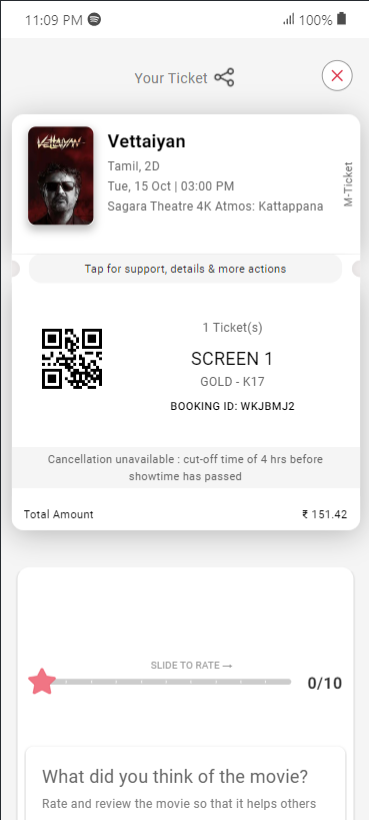 11:09 PM
100%
Your Ticket
VETTAIYAN
Vettaiyan
Tamil, 2D
Tue, 15 Oct | 03:00 PM
Sagara Theatre 4K Atmos: Kattappana
M-Ticket
Tap for support, details & more actions
1 Ticket(s)
SCREEN 1
GOLD - K17
BOOKING ID: WKJBMJ2
Cancellation unavailable : cut-off time of 4 hrs before
showtime has passed
Total Amount
₹ 151.42
SLIDE TO RATE →
0/10
What did you think of the movie?
Rate and review the movie so that it helps others